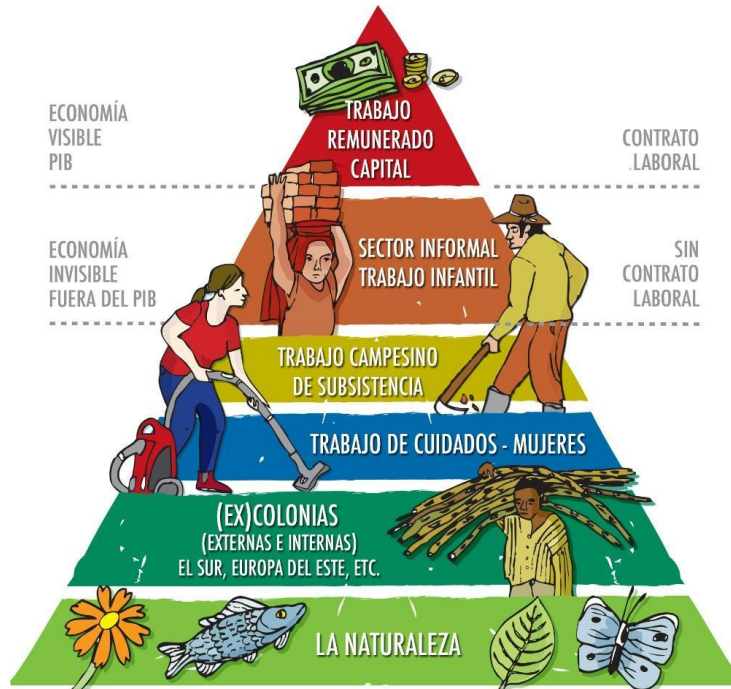 ECONOMÍA
VISIBLE
PIB
TRABAJO
REMUNERADO
CAPITAL
CONTRATO
LABORAL
ECONOMÍA
INVISIBLE
FUERA DEL PIB
SECTOR INFORMAL
TRABAJO INFANTIL
SIN
CONTRATO
LABORAL
TRABAJO CAMPESINO
DE SUBSISTENCIA
TRABAJO DE CUIDADOS - MUJERES
(EX)COLONIAS
(EXTERNAS E INTERNAS)
EL SUR, EUROPA DEL ESTE, ETC.
LA NATURALEZA